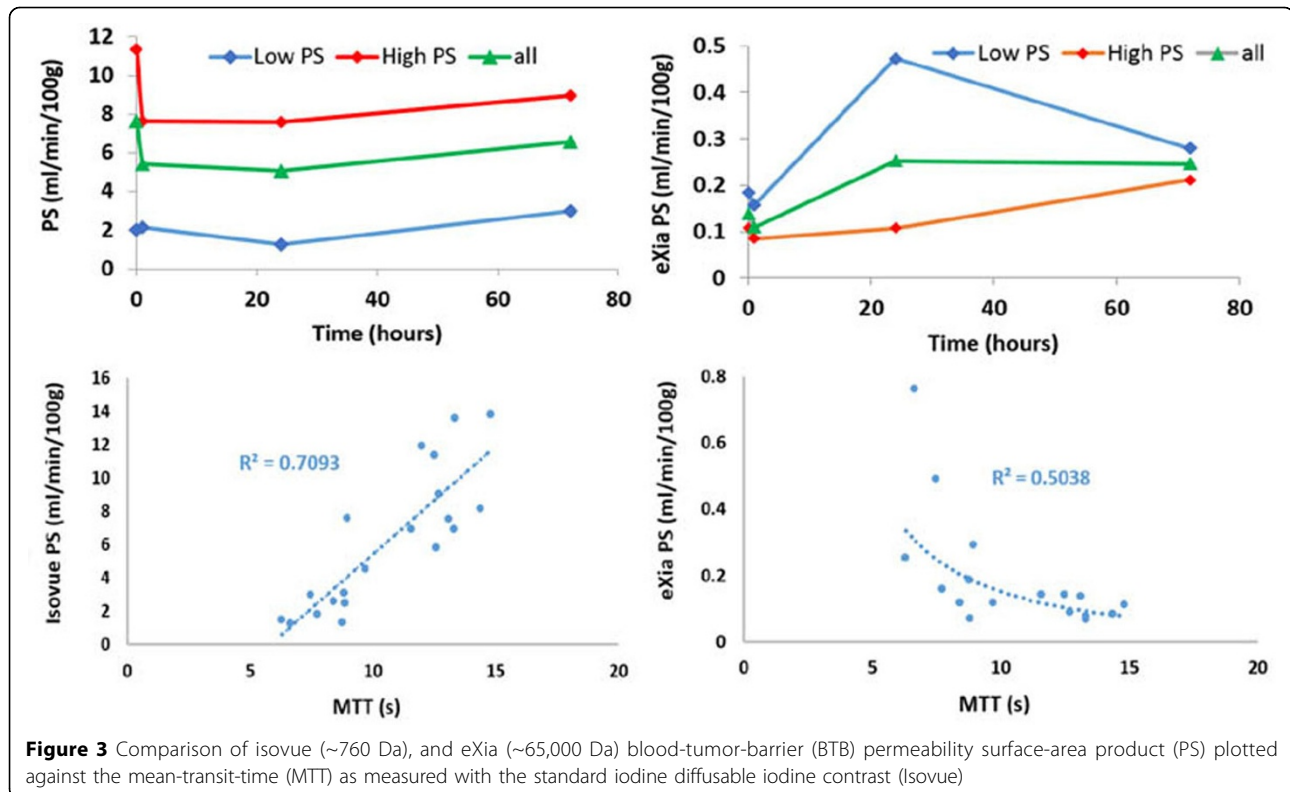 12
10
8
6
4
2
0
PS (ml/min/100g)
Low PS High PS all
0 20 40 60 80
Time (hours)
0.5
0.4
0.3
0.2
0.1
0
eXia PS (ml/min/100g)
Low PS High PS all
0 20 40 60 80
Time (hours)
16
14
12
10
8
6
4
2
0
Isovue PS (ml/min/100g)
R² = 0.7093
0 5 10 15 20
MTT (s)
0.8
0.6
0.4
0.2
0
eXia PS (ml/min/100g)
R² = 0.5038
0 5 10 15 20
MTT (s)
Figure 3 Comparison of isovue (~760 Da), and eXia (~65,000 Da) blood-tumor-barrier (BTB) permeability surface-area product (PS) plotted
against the mean-transit-time (MTT) as measured with the standard iodine diffusable iodine contrast (Isovue)